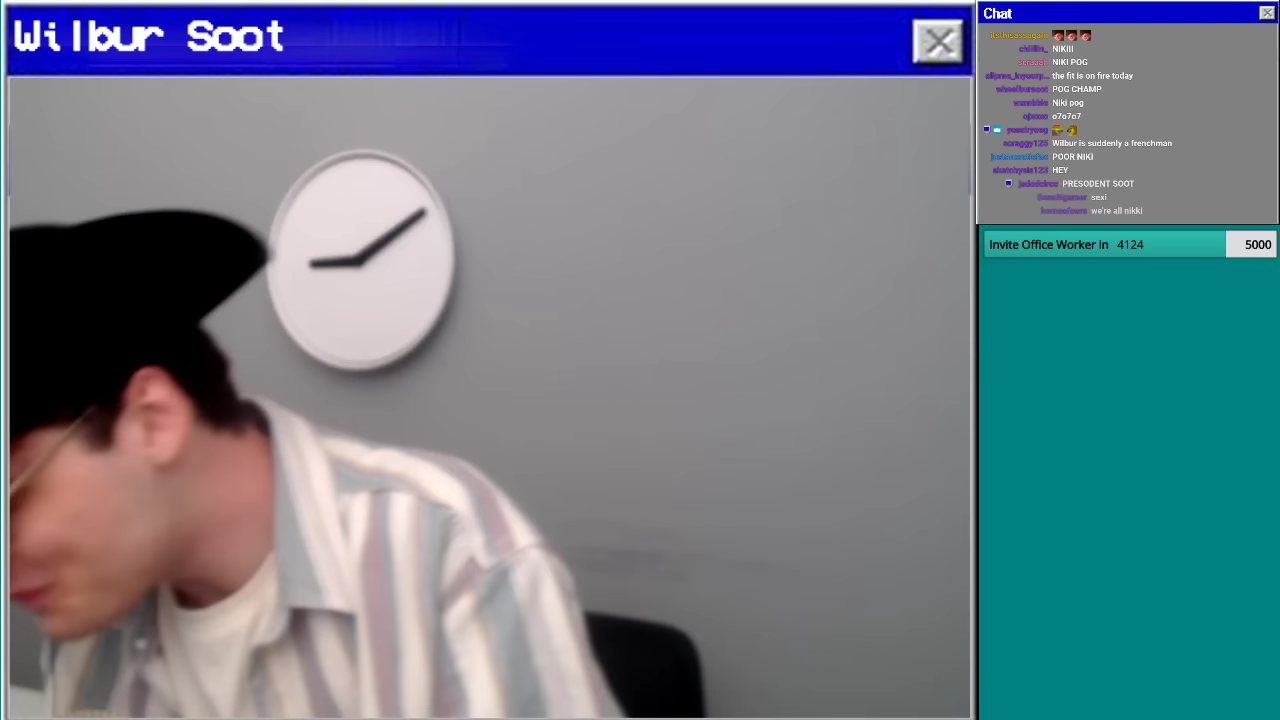 Wilbur Soot
Chat
NIKIII
NIKI POG
the fit is on fire today
POG CHAMP
Niki pog
o7o7o7
Wilbur is suddenly a frenchman
POOR NIKI
HEY
PRESODENT SOOT
sexi
we're all nikki
Invite Office Worker in 4124 5000